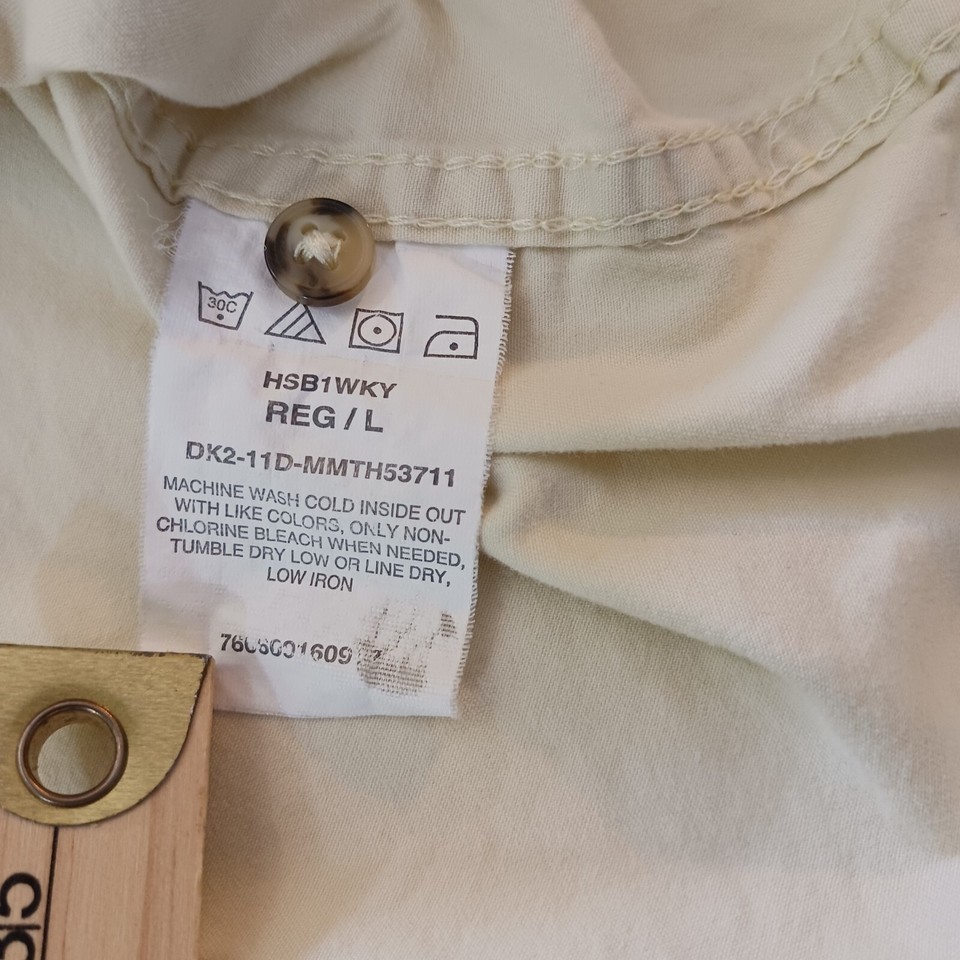 30C
HSB1WKY
REG / L
DK2-11D-MMTH53711
MACHINE WASH COLD INSIDE OUT
WITH LIKE COLORS, ONLY NON-
CHLORINE BLEACH WHEN NEEDED,
TUMBLE DRY LOW OR LINE DRY,
LOW IRON